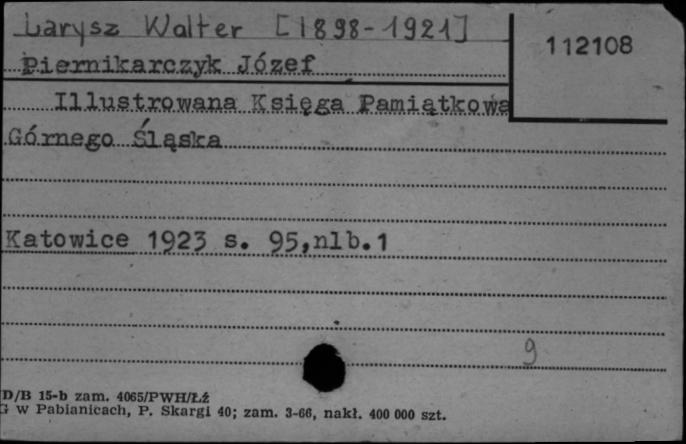 Larysz Walter [1898-1921]
112108
Piernikarczyk Józef
Illustrowana Księga Pamiątkowa
Górnego Śląska
Katowice 1923 s. 95,nlb.1
9
D/B 15-b zam. 4065/PWH/Łź
G w Pabianicach, P. Skargi 40; zam. 3-66, nakł. 400 000 szt.